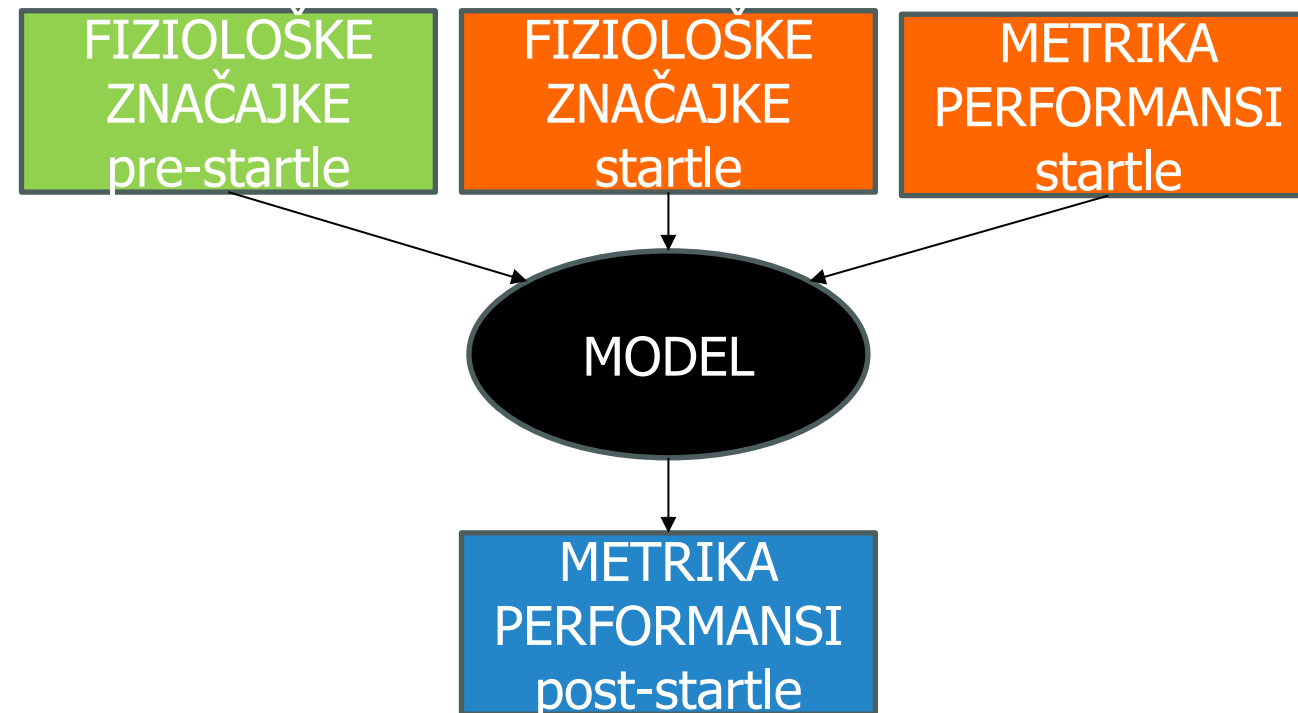 FIZIOLOŠKE
ZNAČAJKE
pre-startle
FIZIOLOŠKE
ZNAČAJKE
startle
METRIKA
PERFORMANSI
startle
MODEL
METRIKA
PERFORMANSI
post-startle